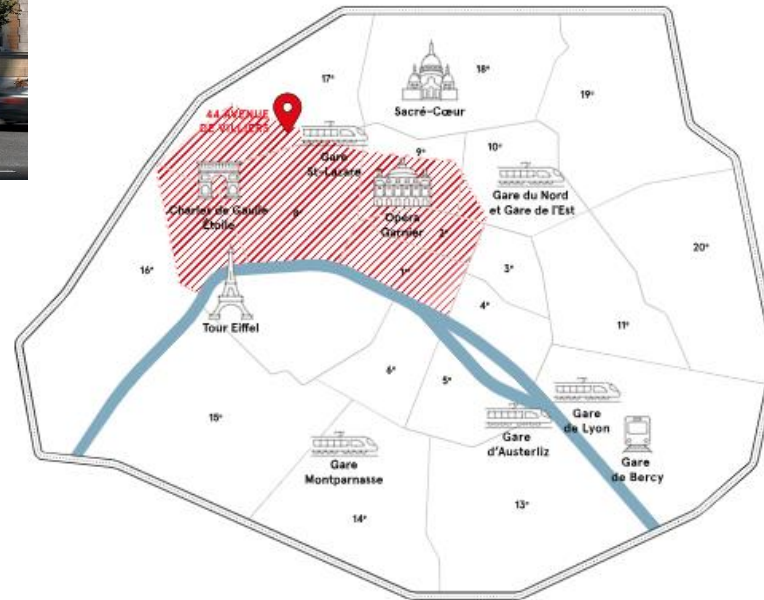 17e
18e
Sacré-Cœur
19e
44 AVENUE
DE VILLIERS
Gare
St-Lazare
9e
10e
Gare du Nord
et Gare de l'Est
Charles de Gaulle
Étoile
8e
Opéra
Garnier
2e
20e
16e
1er
3e
4e
Tour Eiffel
11e
6e
5e
15e
Gare
de Lyon
Gare
d'Austerliz
Gare
de Bercy
Gare
Montparnasse
14e
13e